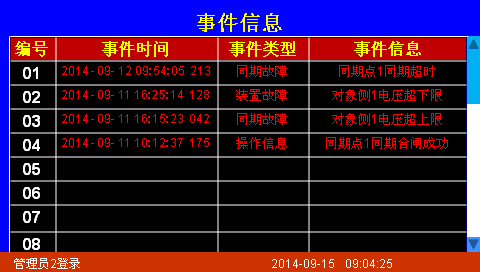 事件信息
编号 事件时间 事件类型 事件信息
01 2014-09-12 09:54:05 213 同期故障 同期点1同期超时
02 2014-09-11 16:25:14 128 装置故障 对象侧1电压超下限
03 2014-09-11 16:15:23 042 同期故障 对象侧1电压超上限
04 2014-09-11 10:12:37 175 操作信息 同期点1同期合闸成功
05
06
07
08
管理员2登录 2014-09-15 09:04:25